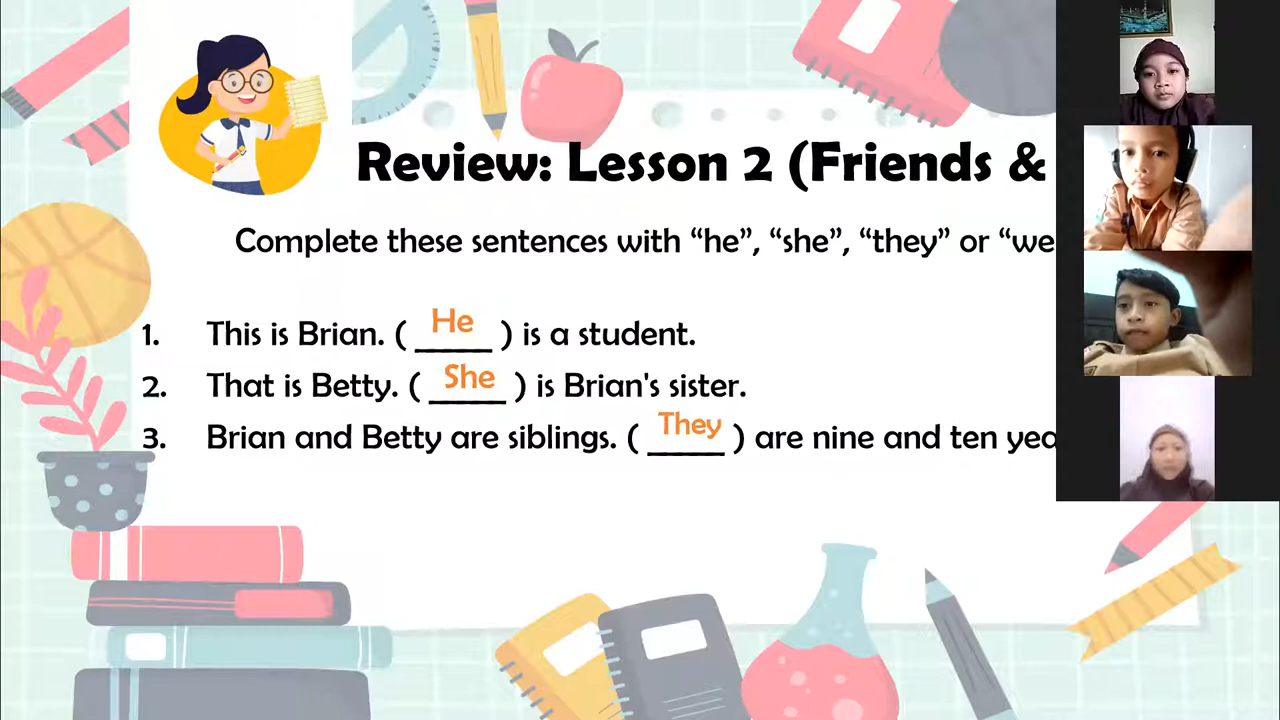 Review: Lesson 2 (Friends &
Complete these sentences with “he”, “she”, “they” or “we
1. This is Brian. ( He ) is a student.
2. That is Betty. ( She ) is Brian's sister.
3. Brian and Betty are siblings. ( They ) are nine and ten yea